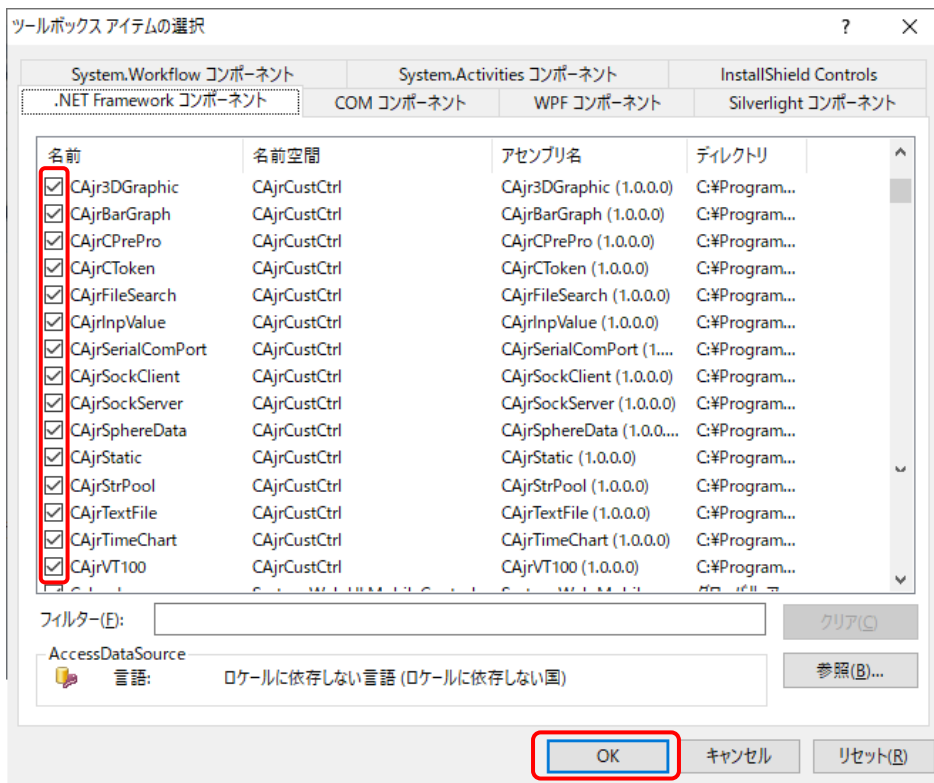 ツールボックス アイテムの選択 ?
System.Workflow コンポーネント System.Activities コンポーネント InstallShield Controls
.NET Framework コンポーネント COM コンポーネント WPF コンポーネント Silverlight コンポーネント
名前 名前空間 アセンブリ名 ディレクトリ
CAjr3DGraphic CAjrCustCtrl CAjr3DGraphic (1.0.0.0) C:¥Program...
CAjrBarGraph CAjrCustCtrl CAjrBarGraph (1.0.0.0) C:¥Program...
CAjrCPrePro CAjrCustCtrl CAjrCPrePro (1.0.0.0) C:¥Program...
CAjrCToken CAjrCustCtrl CAjrCToken (1.0.0.0) C:¥Program...
CAjrFileSearch CAjrCustCtrl CAjrFileSearch (1.0.0.0) C:¥Program...
CAjrInpValue CAjrCustCtrl CAjrInpValue (1.0.0.0) C:¥Program...
CAjrSerialComPort CAjrCustCtrl CAjrSerialComPort (1.... C:¥Program...
CAjrSockClient CAjrCustCtrl CAjrSockClient (1.0.0.0) C:¥Program...
CAjrSockServer CAjrCustCtrl CAjrSockServer (1.0.0.0) C:¥Program...
CAjrSphereData CAjrCustCtrl CAjrSphereData (1.0.0.... C:¥Program...
CAjrStatic CAjrCustCtrl CAjrStatic (1.0.0.0) C:¥Program...
CAjrStrPool CAjrCustCtrl CAjrStrPool (1.0.0.0) C:¥Program...
CAjrTextFile CAjrCustCtrl CAjrTextFile (1.0.0.0) C:¥Program...
CAjrTimeChart CAjrCustCtrl CAjrTimeChart (1.0.0.0) C:¥Program...
CAjrVT100 CAjrCustCtrl CAjrVT100 (1.0.0.0) C:¥Program...
フィルター(F): クリア(C)
AccessDataSource
言語: ロケールに依存しない言語 (ロケールに依存しない国) 参照(B)...
OK キャンセル リセット(R)